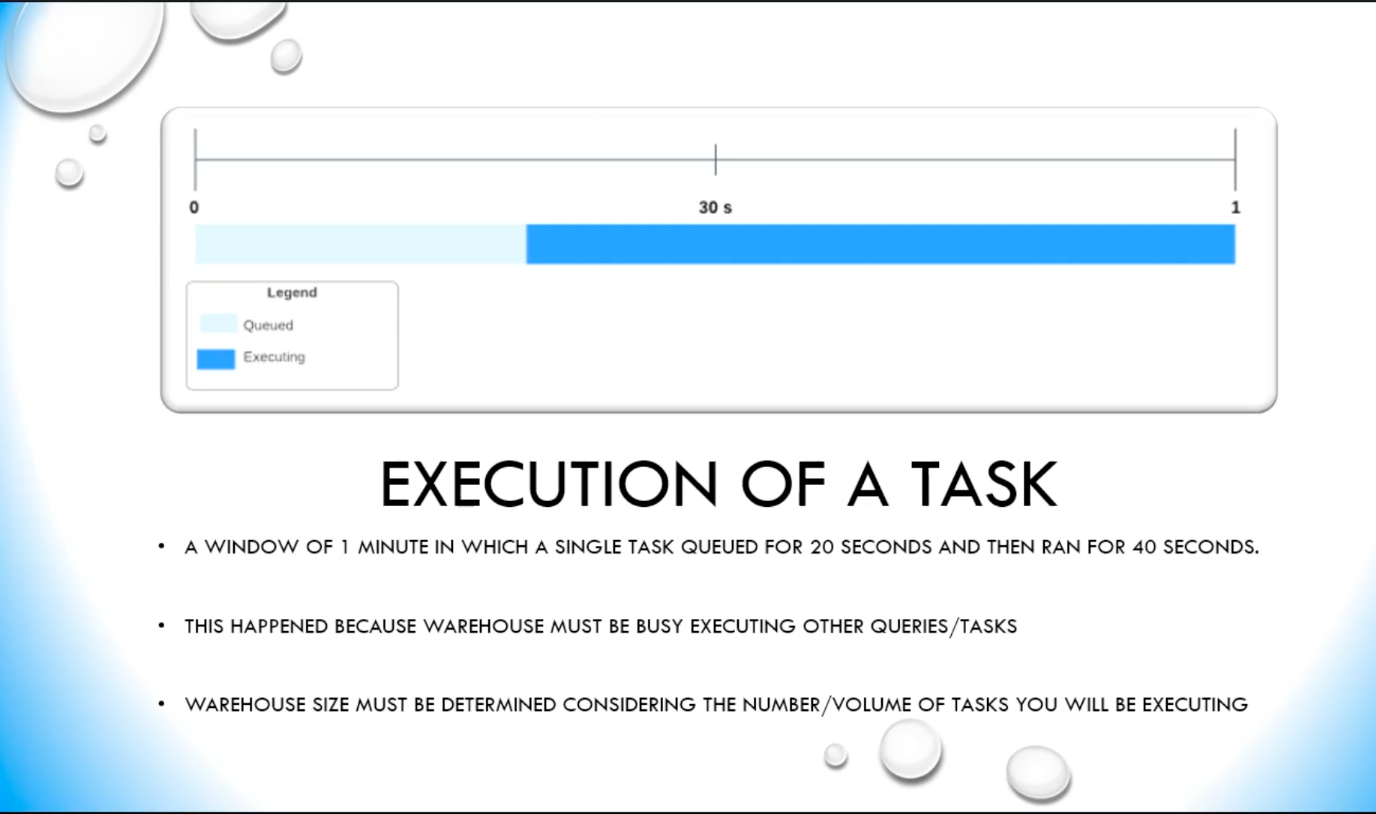 0 30 s 1
Legend
Queued
Executing
EXECUTION OF A TASK
• A WINDOW OF 1 MINUTE IN WHICH A SINGLE TASK QUEUED FOR 20 SECONDS AND THEN RAN FOR 40 SECONDS.
• THIS HAPPENED BECAUSE WAREHOUSE MUST BE BUSY EXECUTING OTHER QUERIES/TASKS
• WAREHOUSE SIZE MUST BE DETERMINED CONSIDERING THE NUMBER/VOLUME OF TASKS YOU WILL BE EXECUTING